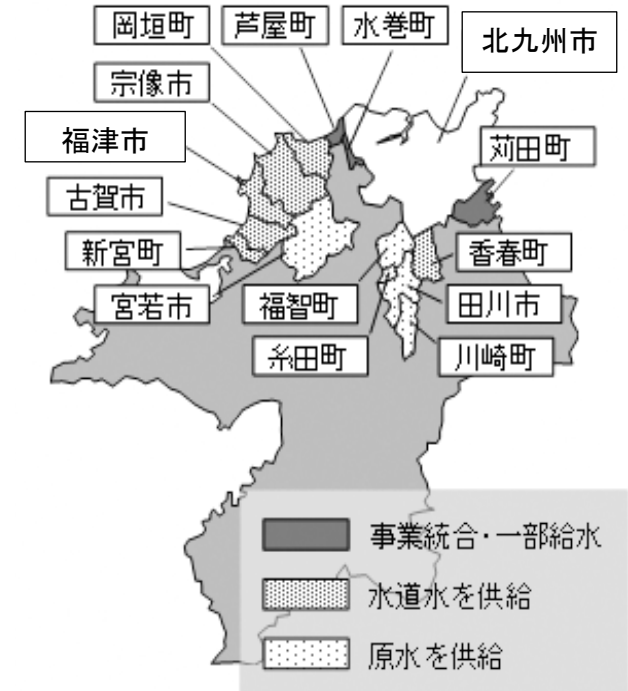 岡垣町
芦屋町
水巻町
北九州市
宗像市
福津市
苅田町
古賀市
新宮町
香春町
宮若市
福智町
田川市
糸田町
川崎町
事業統合・一部給水
水道水を供給
原水を供給